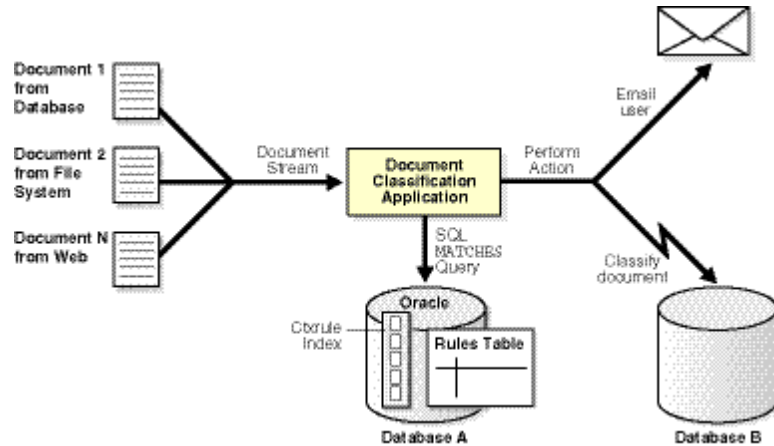 Document 1
from
Database
Document 2
from File
System
Document N
from Web
Document
Stream
Document
Classification
Application
Perform
Action
Email
user
Classify
document
SQL
MATCHES
Query
Oracle
Ctxrule
Index
Rules Table
Database A
Database B